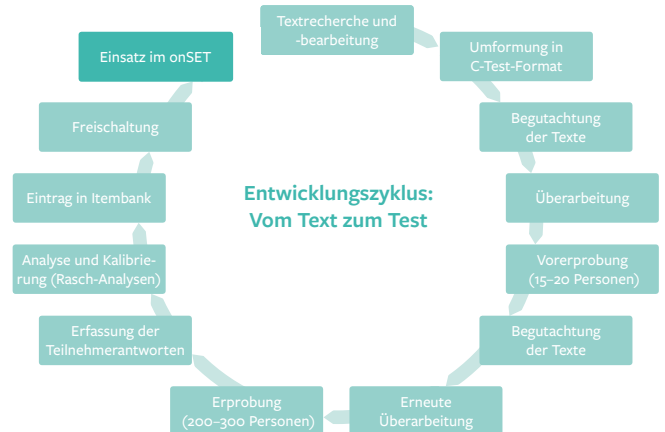 Textrecherche und
-bearbeitung
Umformung in
C-Test-Format
Begutachtung
der Texte
Überarbeitung
Vorerprobung
(15–20 Personen)
Begutachtung
der Texte
Erneute
Überarbeitung
Erprobung
(200–300 Personen)
Erfassung der
Teilnehmerantworten
Analyse und Kalibrie-
rung (Rasch-Analysen)
Eintrag in Itembank
Freischaltung
Einsatz im onSET
Entwicklungszyklus:
Vom Text zum Test